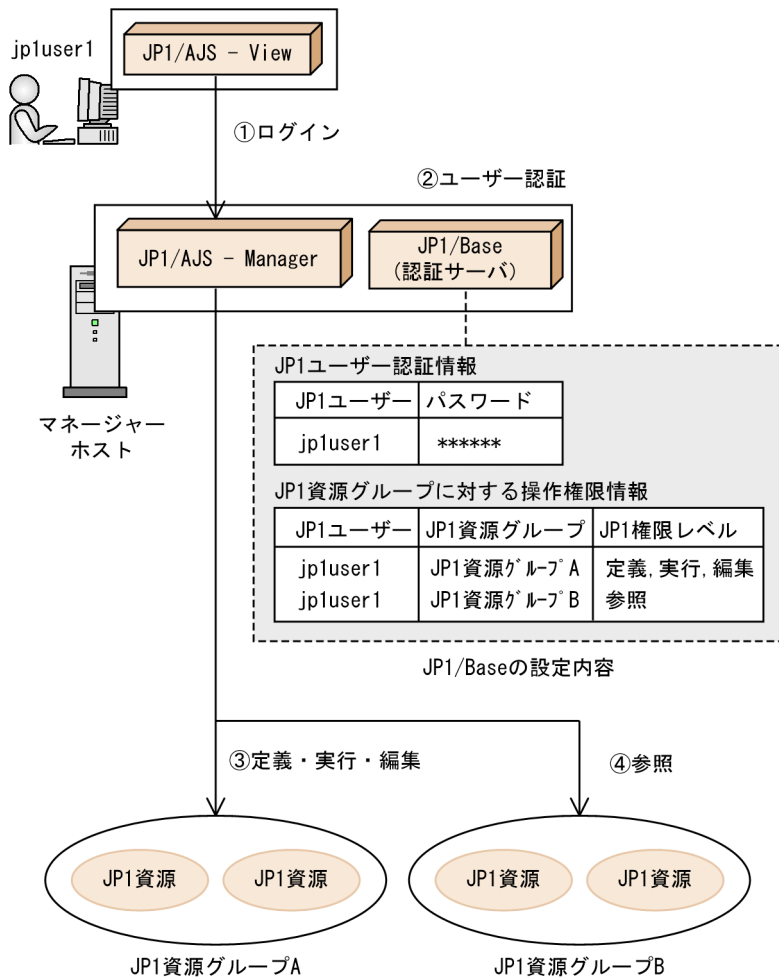 jp1user1
JP1/AJS - View
①ログイン
②ユーザー認証
JP1/AJS - Manager
JP1/Base
(認証サーバ)
マネージャー
ホスト
JP1ユーザー認証情報
JP1ユーザー パスワード
jp1user1 ******
JP1資源グループに対する操作権限情報
JP1ユーザー JP1資源グループ JP1権限レベル
jp1user1 JP1資源ｸﾞﾙｰﾌﾟA 定義,実行,編集
jp1user1 JP1資源ｸﾞﾙｰﾌﾟB 参照
JP1/Baseの設定内容
③定義・実行・編集
④参照
JP1資源 JP1資源 JP1資源 JP1資源
JP1資源グループA JP1資源グループB